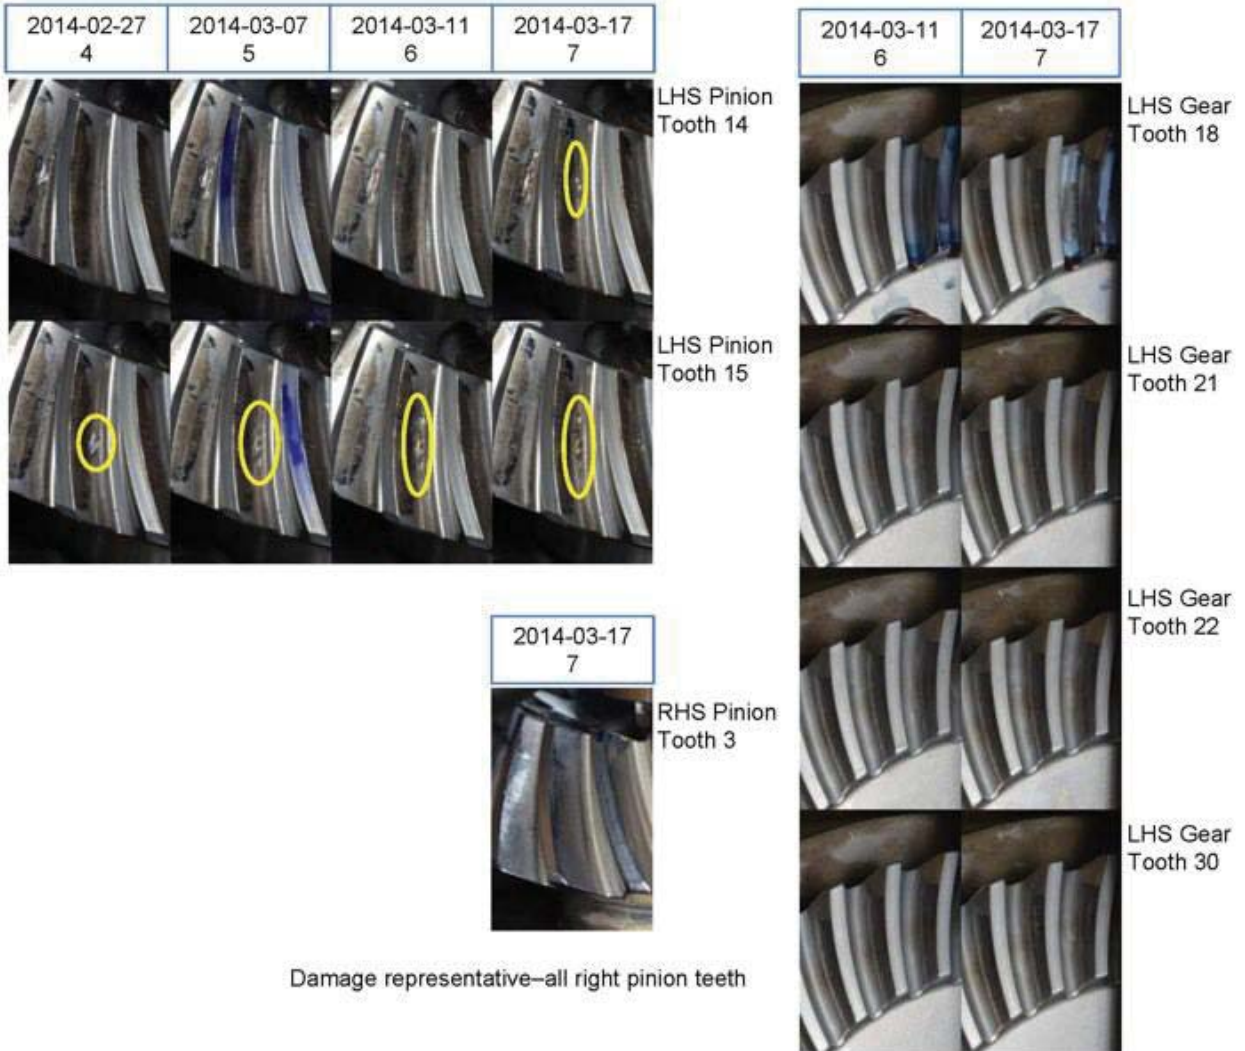 2014-02-27
4
2014-03-07
5
2014-03-11
6
2014-03-17
7
LHS Pinion
Tooth 14
LHS Pinion
Tooth 15
2014-03-17
7
RHS Pinion
Tooth 3
Damage representative–all right pinion teeth
2014-03-11
6
2014-03-17
7
LHS Gear
Tooth 18
LHS Gear
Tooth 21
LHS Gear
Tooth 22
LHS Gear
Tooth 30